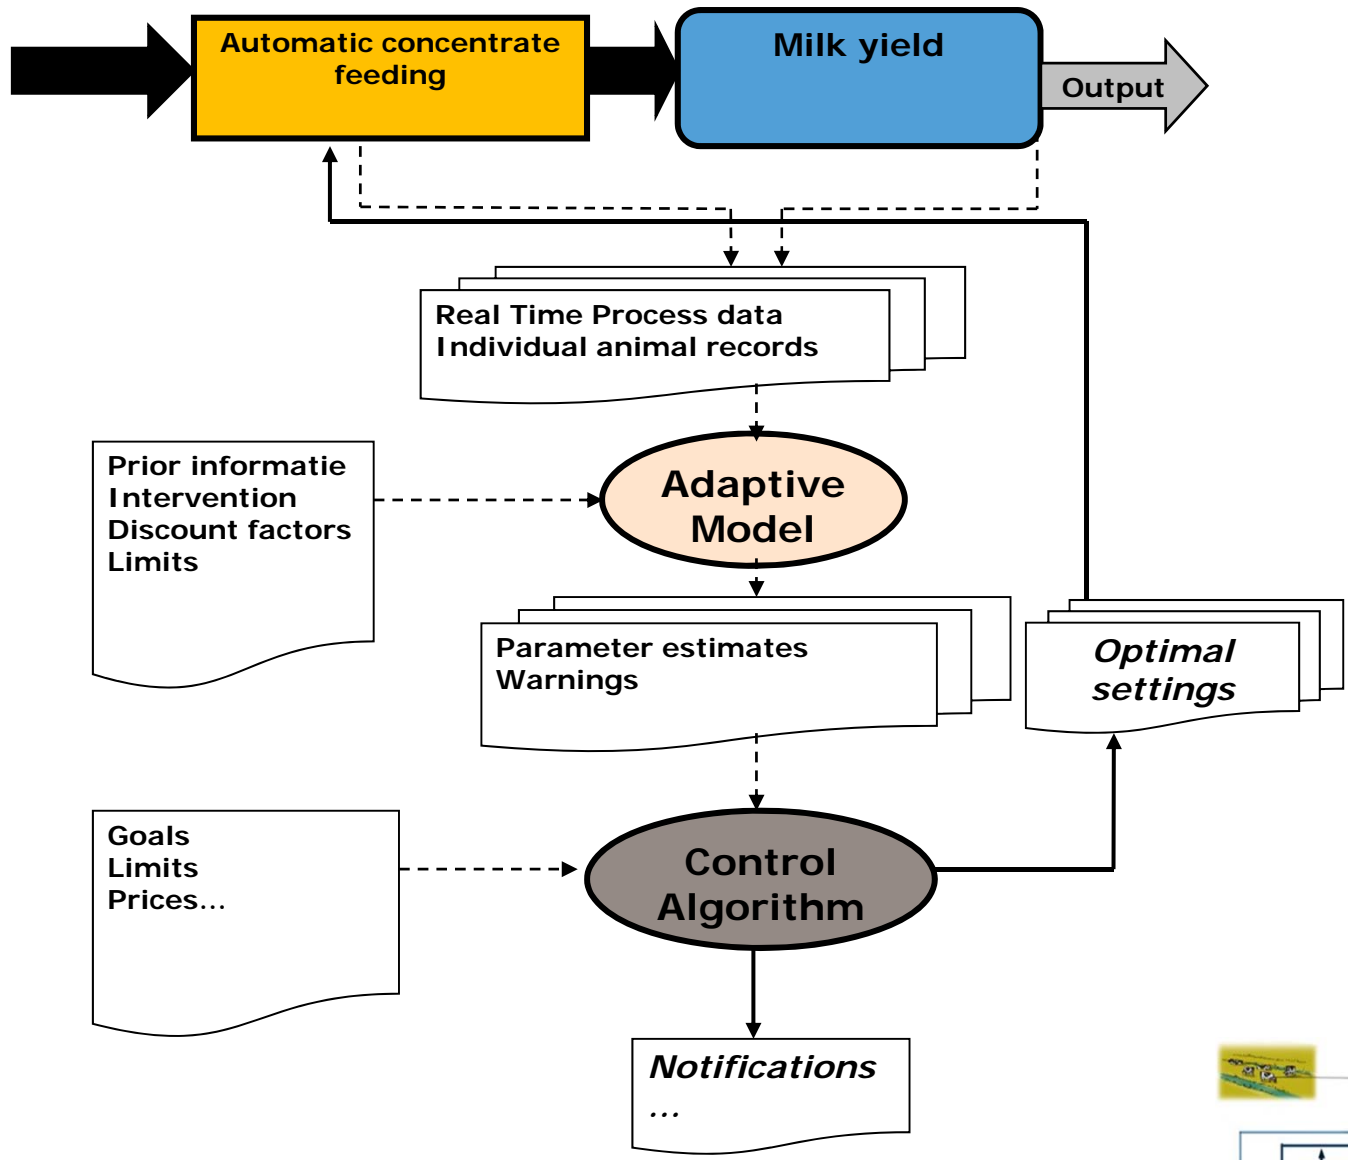 Automatic concentrate
feeding
Milk yield
Output
Real Time Process data
Individual animal records
Prior informatie
Intervention
Discount factors
Limits
Adaptive
Model
Parameter estimates
Warnings
Optimal
settings
Goals
Limits
Prices...
Control
Algorithm
Notifications
...